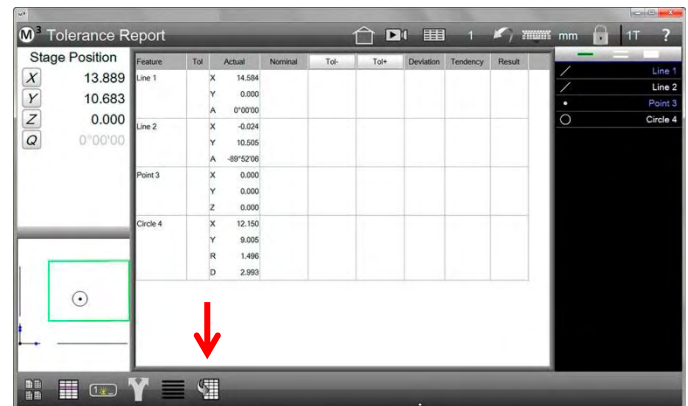 M³ Tolerance Report 1 mm 1T ?
Stage Position
X 13.889
Y 10.683
Z 0.000
Q 0°00'00
Feature Tol Actual Nominal Tol- Tol+ Deviation Tendency Result
Line 1 X 14.584
Y 0.000
A 0°00'00
Line 2 X -0.024
Y 10.505
A -89°52'06
Point 3 X 0.000
Y 0.000
Z 0.000
Circle 4 X 12.150
Y 9.005
R 1.496
D 2.993
Line 1
Line 2
Point 3
Circle 4
1